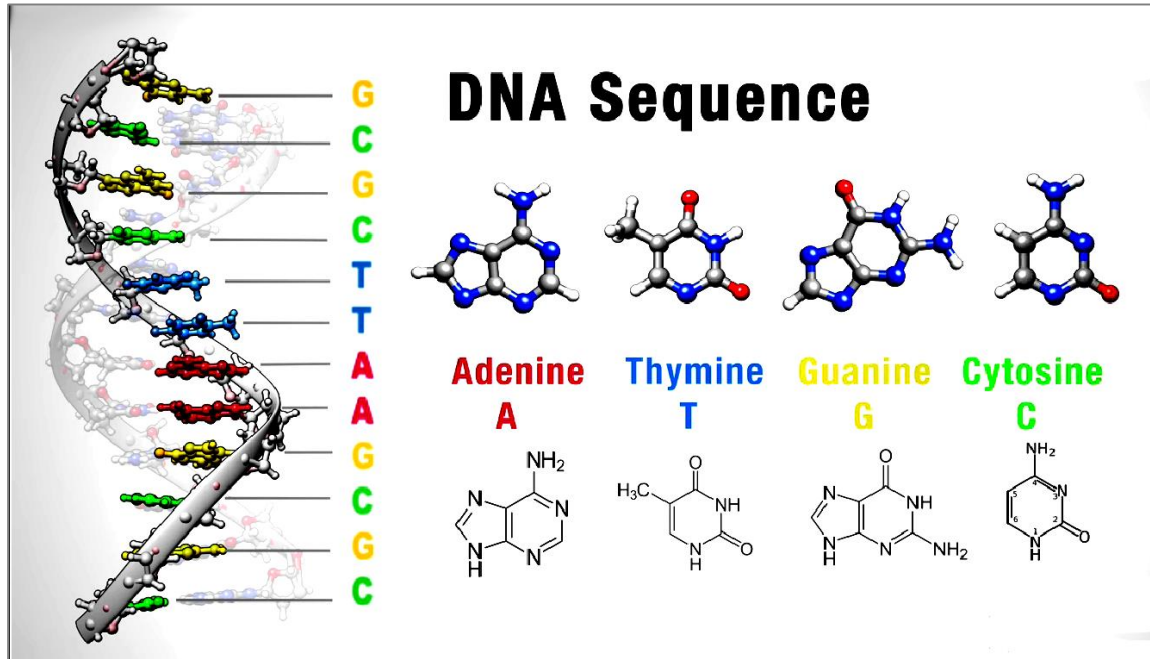 DNA Sequence
G
C
G
C
T
T
A
A
G
C
G
C
Adenine Thymine Guanine Cytosine
A T G C
NH₂
N
N
N
N
H
O
H₃C
NH
N
H
O
O
N
NH
N
H
N
NH₂
NH₂
4
5
N
3
6
2
1
N
H
O